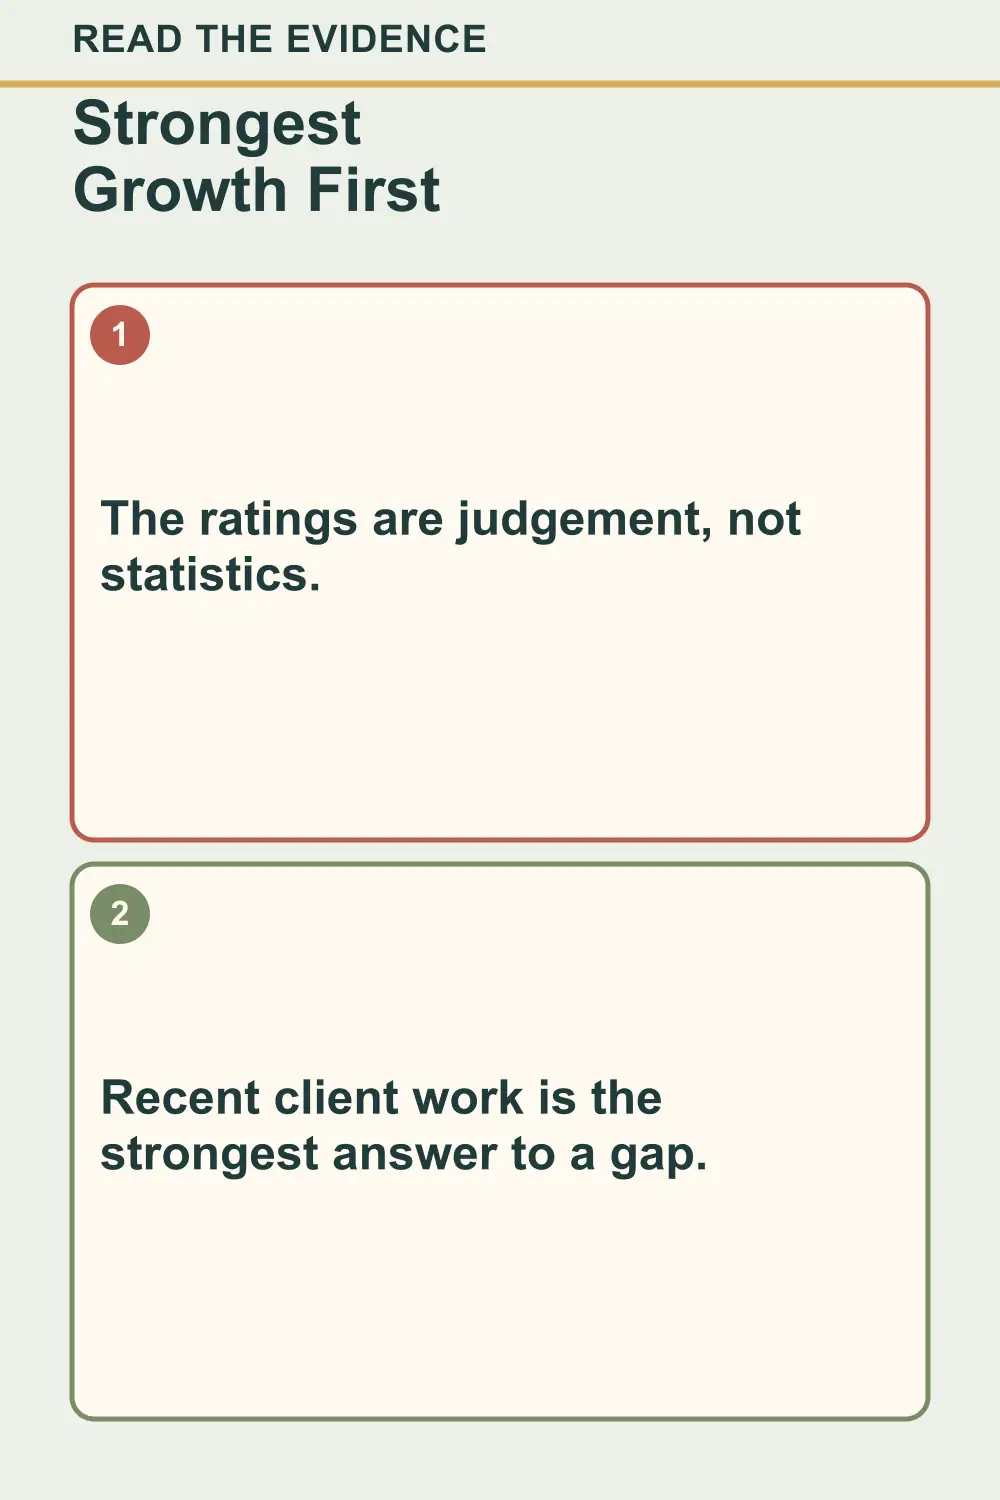 READ THE EVIDENCE
Strongest
Growth First
1
The ratings are judgement, not
statistics.
2
Recent client work is the
strongest answer to a gap.